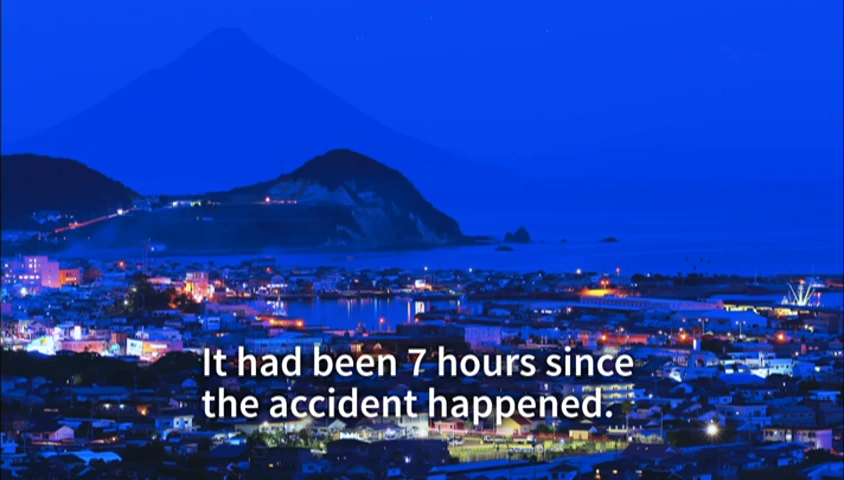 It had been 7 hours since
the accident happened.